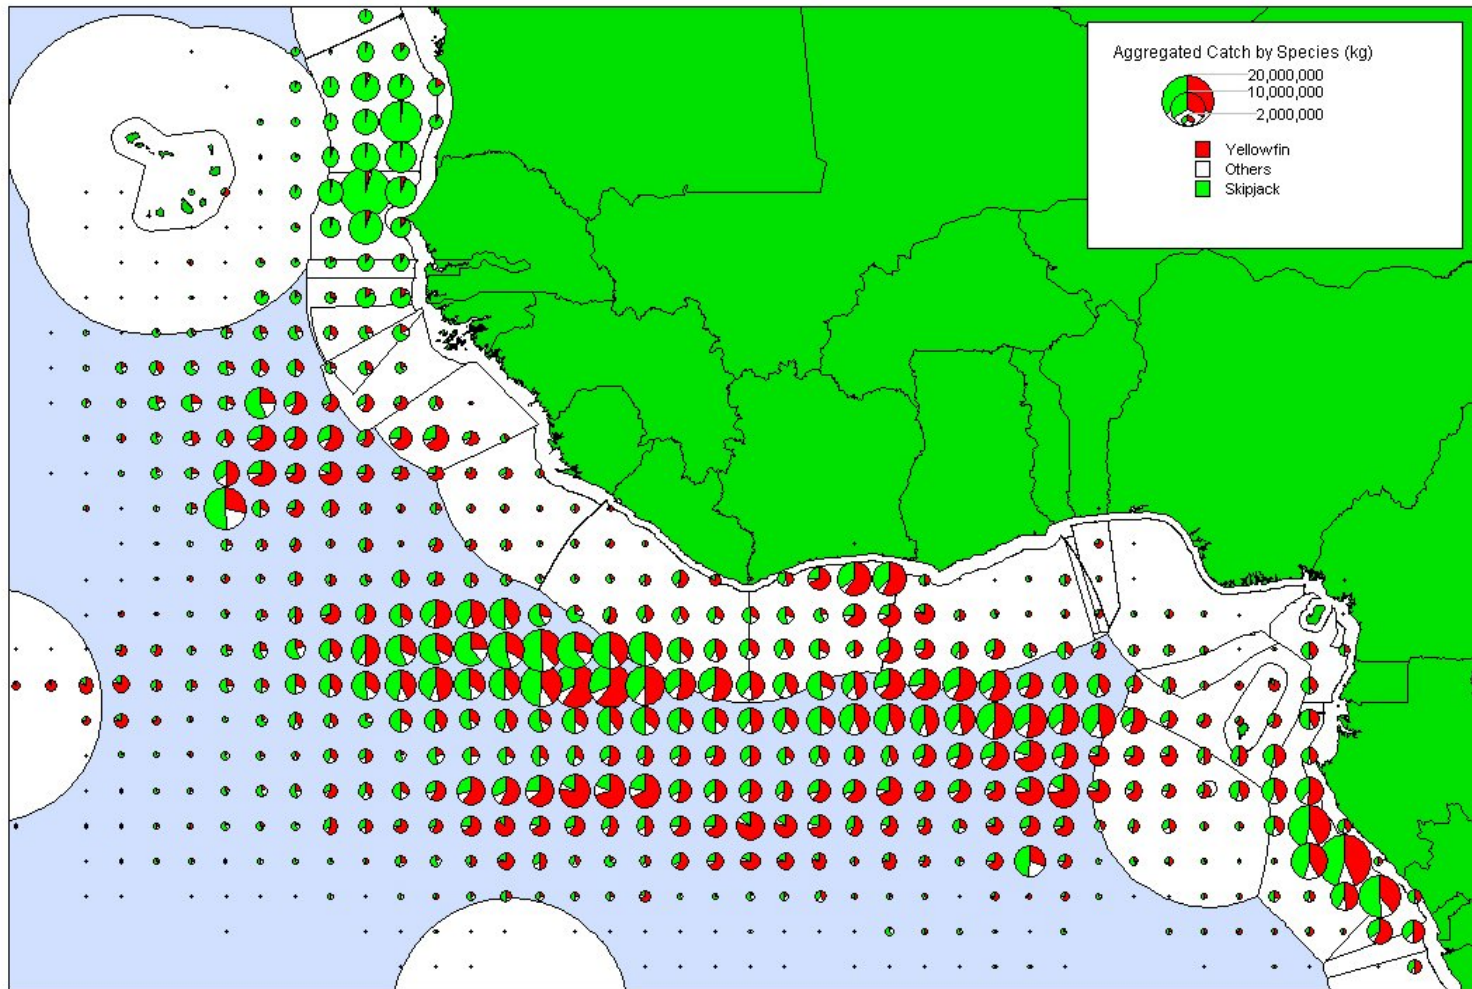 Aggregated Catch by Species (kg)
20,000,000
10,000,000
2,000,000
Yellowfin
Others
Skipjack